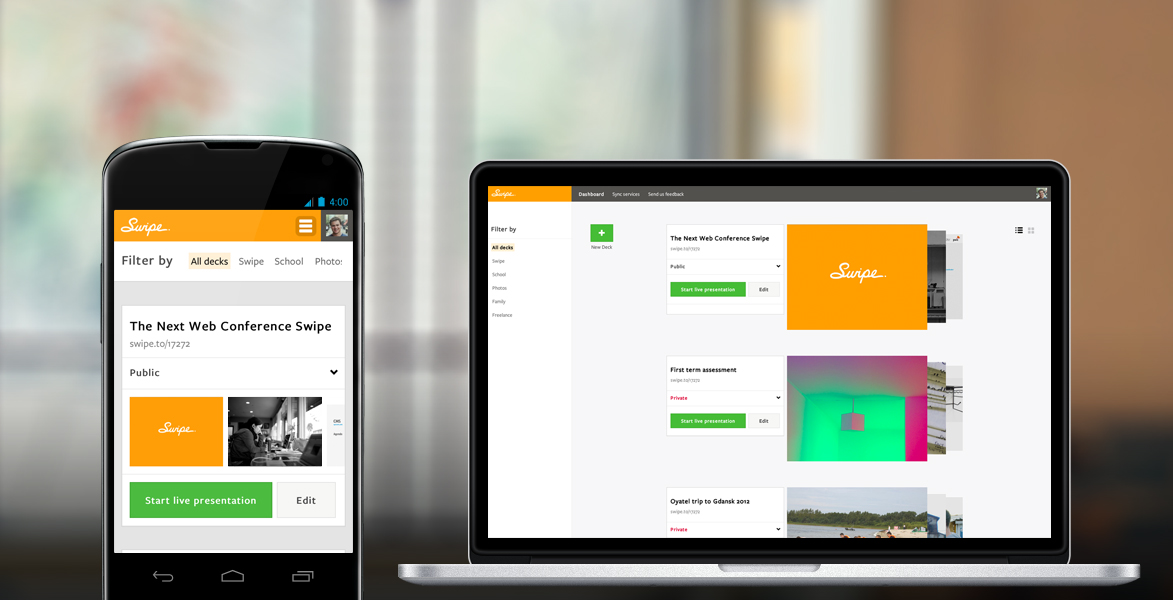 4:00
Swipe
Filter by
All decks
Swipe
School
Photos
The Next Web Conference Swipe
swipe.to/17272
Public
Swipe
Start live presentation
Edit
Swipe
Dashboard
Sync services
Send us feedback
Filter by
All decks
Swipe
School
Photos
Family
Freelance
New Deck
The Next Web Conference Swipe
swipe.to/17272
Public
Start live presentation
Edit
Swipe
First term assessment
swipe.to/17272
Private
Start live presentation
Edit
Oyatel trip to Gdansk 2012
swipe.to/17272
Private